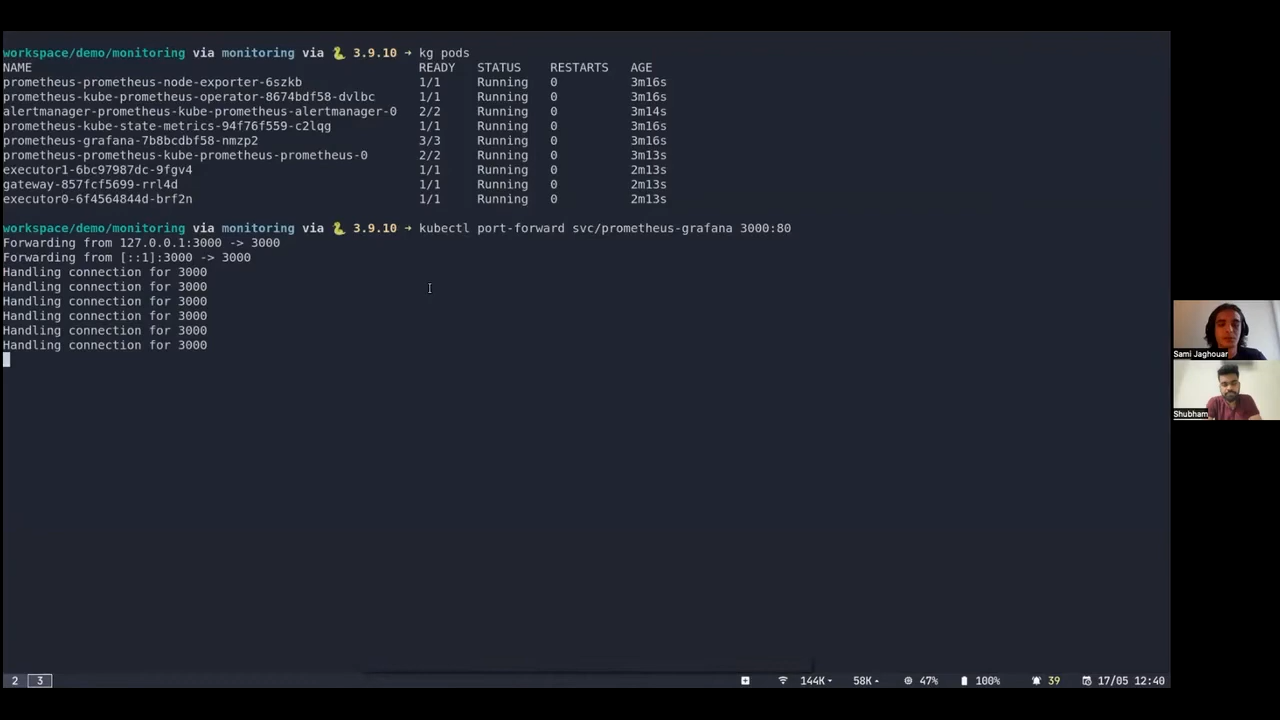 workspace/demo/monitoring via monitoring via 🐍 3.9.10 → kg pods
NAME READY STATUS RESTARTS AGE
prometheus-prometheus-node-exporter-6szkb 1/1 Running 0 3m16s
prometheus-kube-prometheus-operator-8674bdf58-dvlbc 1/1 Running 0 3m16s
alertmanager-prometheus-kube-prometheus-alertmanager-0 2/2 Running 0 3m14s
prometheus-kube-state-metrics-94f76f559-c2lqg 1/1 Running 0 3m16s
prometheus-grafana-7b8bcdbf58-nmzp2 3/3 Running 0 3m16s
prometheus-prometheus-kube-prometheus-prometheus-0 2/2 Running 0 3m13s
executor1-6bc97987dc-9fgv4 1/1 Running 0 2m13s
gateway-857fcf5699-rrl4d 1/1 Running 0 2m13s
executor0-6f4564844d-brf2n 1/1 Running 0 2m13s
workspace/demo/monitoring via monitoring via 🐍 3.9.10 → kubectl port-forward svc/prometheus-grafana 3000:80
Forwarding from 127.0.0.1:3000 -> 3000
Forwarding from [::1]:3000 -> 3000
Handling connection for 3000
Handling connection for 3000
Handling connection for 3000
Handling connection for 3000
Handling connection for 3000
Handling connection for 3000
Sami Jaghouar
Shubham
2 3 144K 58K 47% 100% 39 17/05 12:40